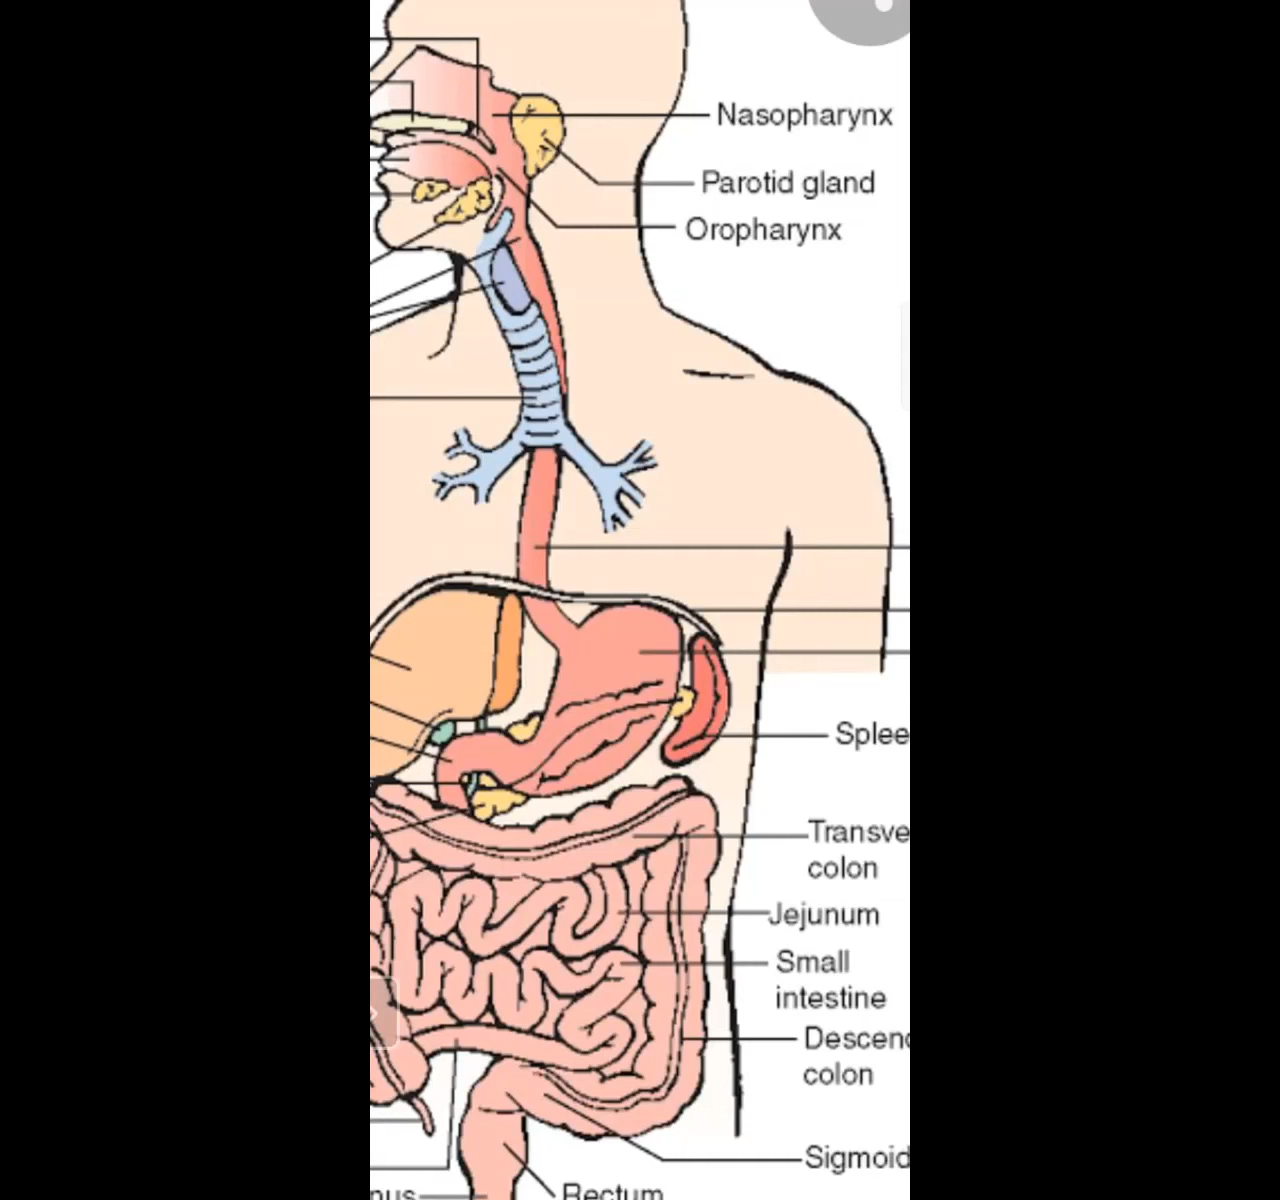 Nasopharynx
Parotid gland
Oropharynx
Splee
Transve
colon
Jejunum
Small
intestine
Descend
colon
Sigmoid
nus
Rectum